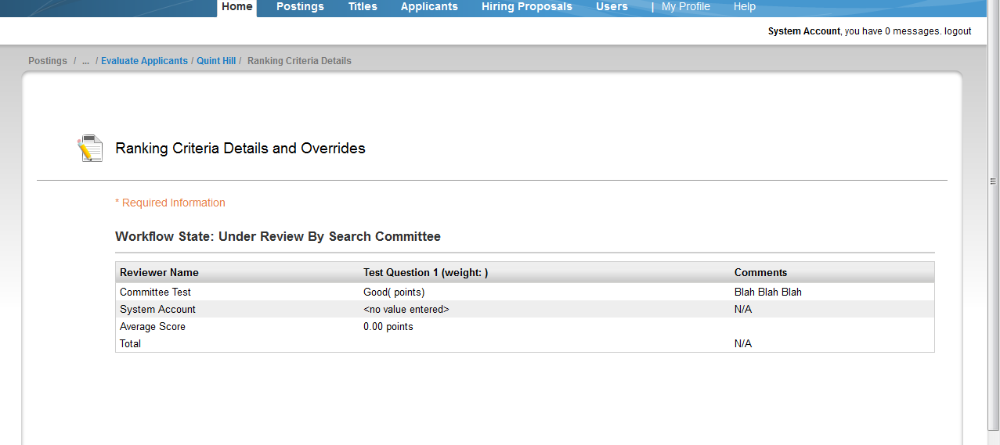 Home Postings Titles Applicants Hiring Proposals Users | My Profile Help
System Account, you have 0 messages. logout
Postings / ... / Evaluate Applicants / Quint Hill / Ranking Criteria Details
Ranking Criteria Details and Overrides
* Required Information
Workflow State: Under Review By Search Committee
Reviewer Name Test Question 1 (weight: ) Comments
Committee Test Good( points) Blah Blah Blah
System Account <no value entered> N/A
Average Score 0.00 points
Total N/A